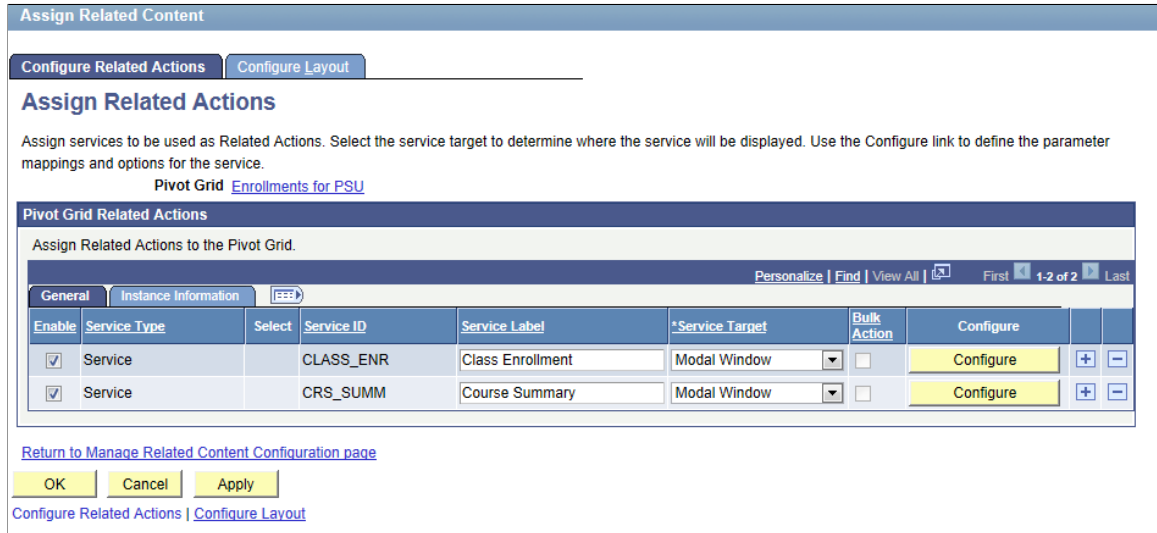 Assign Related Content
Configure Related Actions Configure Layout
Assign Related Actions
Assign services to be used as Related Actions. Select the service target to determine where the service will be displayed. Use the Configure link to define the parameter
mappings and options for the service.
Pivot Grid Enrollments for PSU
Pivot Grid Related Actions
Assign Related Actions to the Pivot Grid.
Personalize | Find | View All | First 1-2 of 2 Last
General Instance Information
Enable Service Type Select Service ID Service Label *Service Target Bulk Action Configure
Service CLASS_ENR Class Enrollment Modal Window Configure
Service CRS_SUMM Course Summary Modal Window Configure
Return to Manage Related Content Configuration page
OK Cancel Apply
Configure Related Actions | Configure Layout